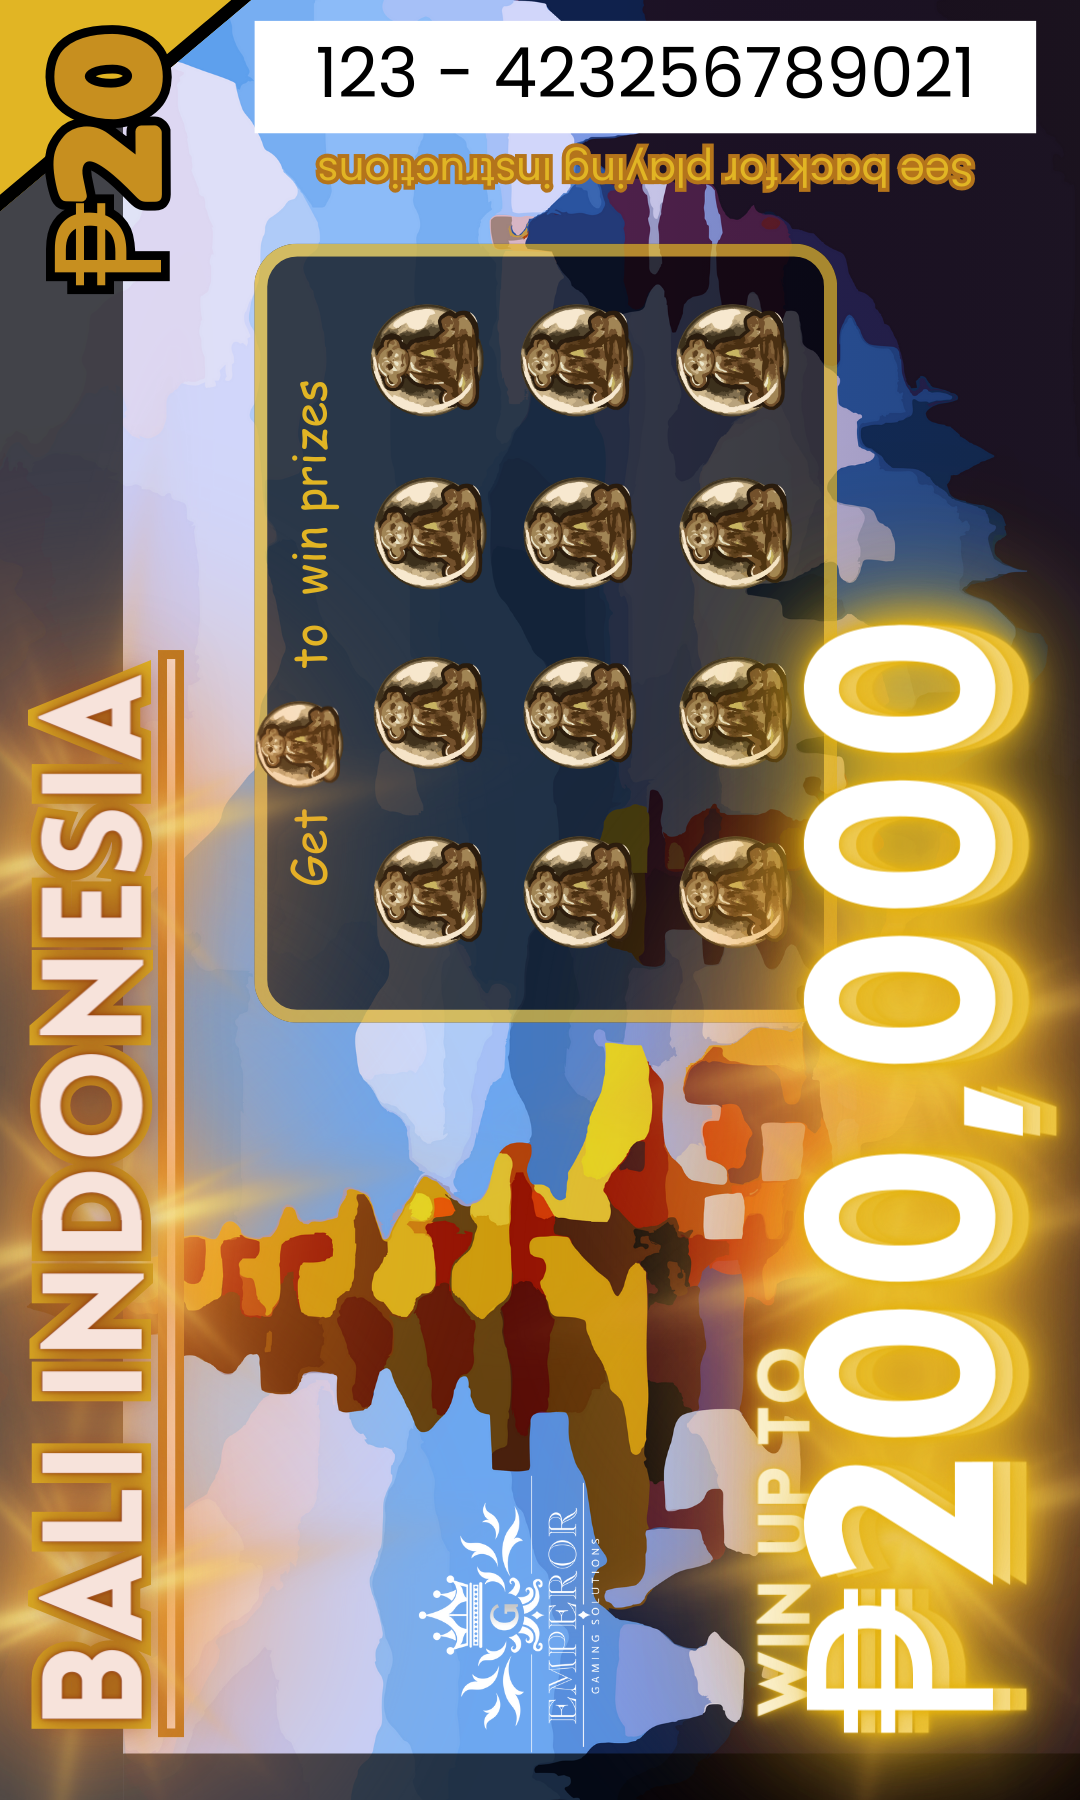 BALI INDONESIA
₱20
123 - 423256789021
See back for playing instructions
Get to win prizes
G
EMPEROR
GAMING SOLUTIONS
WIN UP TO
₱200,000